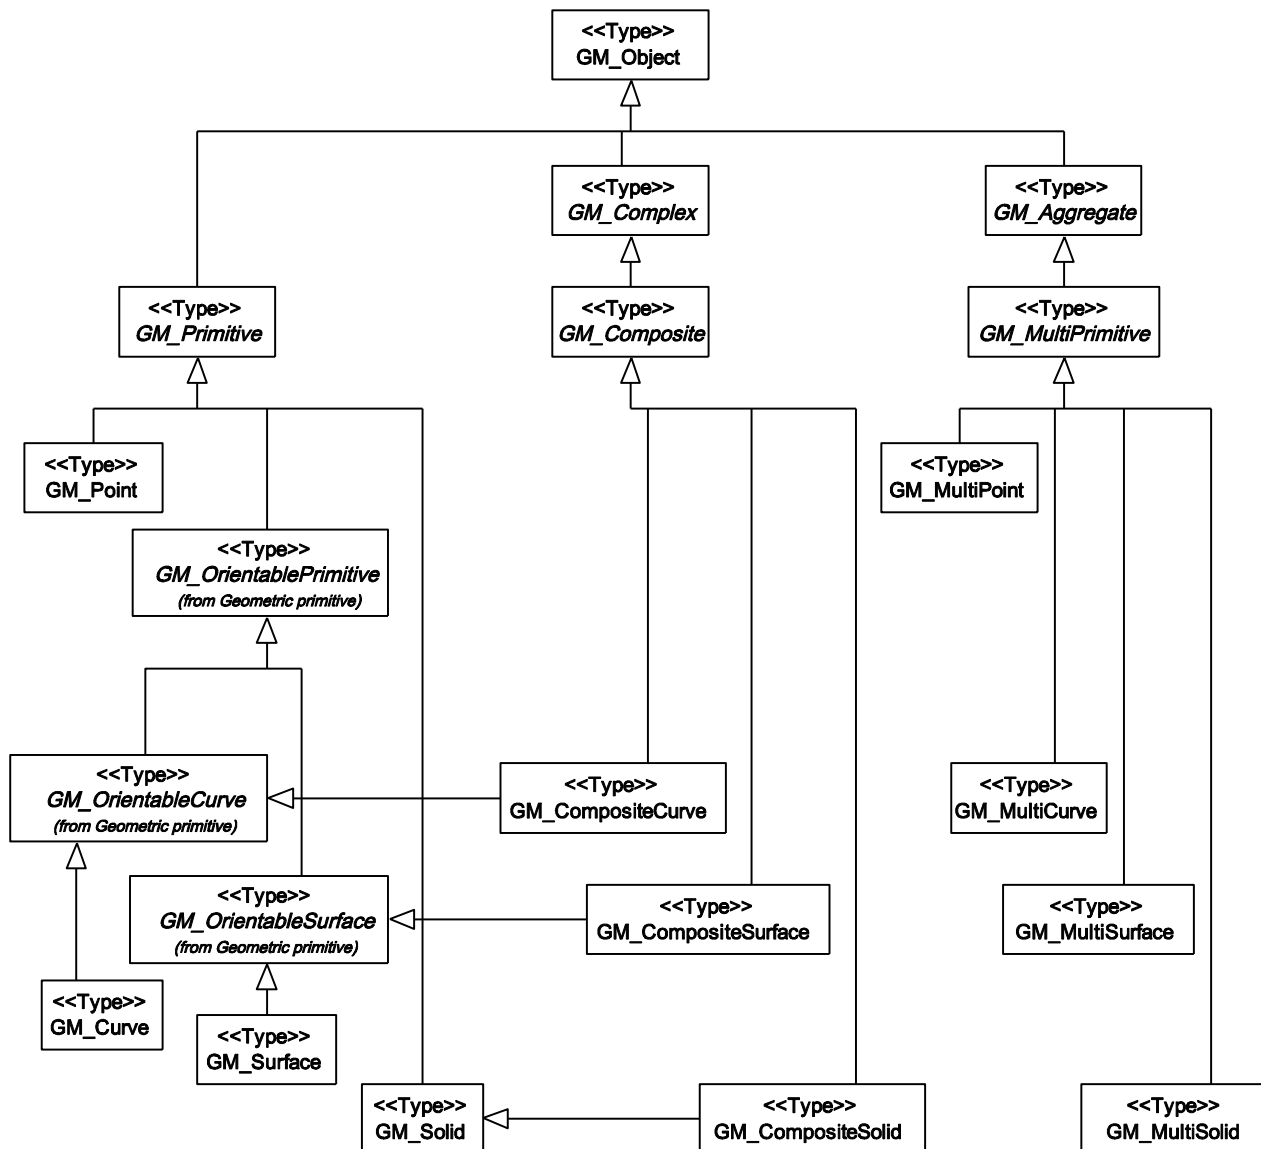 <<Type>>
GM_Object
<<Type>>
GM_Complex
<<Type>>
GM_Aggregate
<<Type>>
GM_Primitive
<<Type>>
GM_Composite
<<Type>>
GM_MultiPrimitive
<<Type>>
GM_Point
<<Type>>
GM_MultiPoint
<<Type>>
GM_OrientablePrimitive
(from Geometric primitive)
<<Type>>
GM_OrientableCurve
(from Geometric primitive)
<<Type>>
GM_CompositeCurve
<<Type>>
GM_MultiCurve
<<Type>>
GM_OrientableSurface
(from Geometric primitive)
<<Type>>
GM_CompositeSurface
<<Type>>
GM_MultiSurface
<<Type>>
GM_Curve
<<Type>>
GM_Surface
<<Type>>
GM_Solid
<<Type>>
GM_CompositeSolid
<<Type>>
GM_MultiSolid